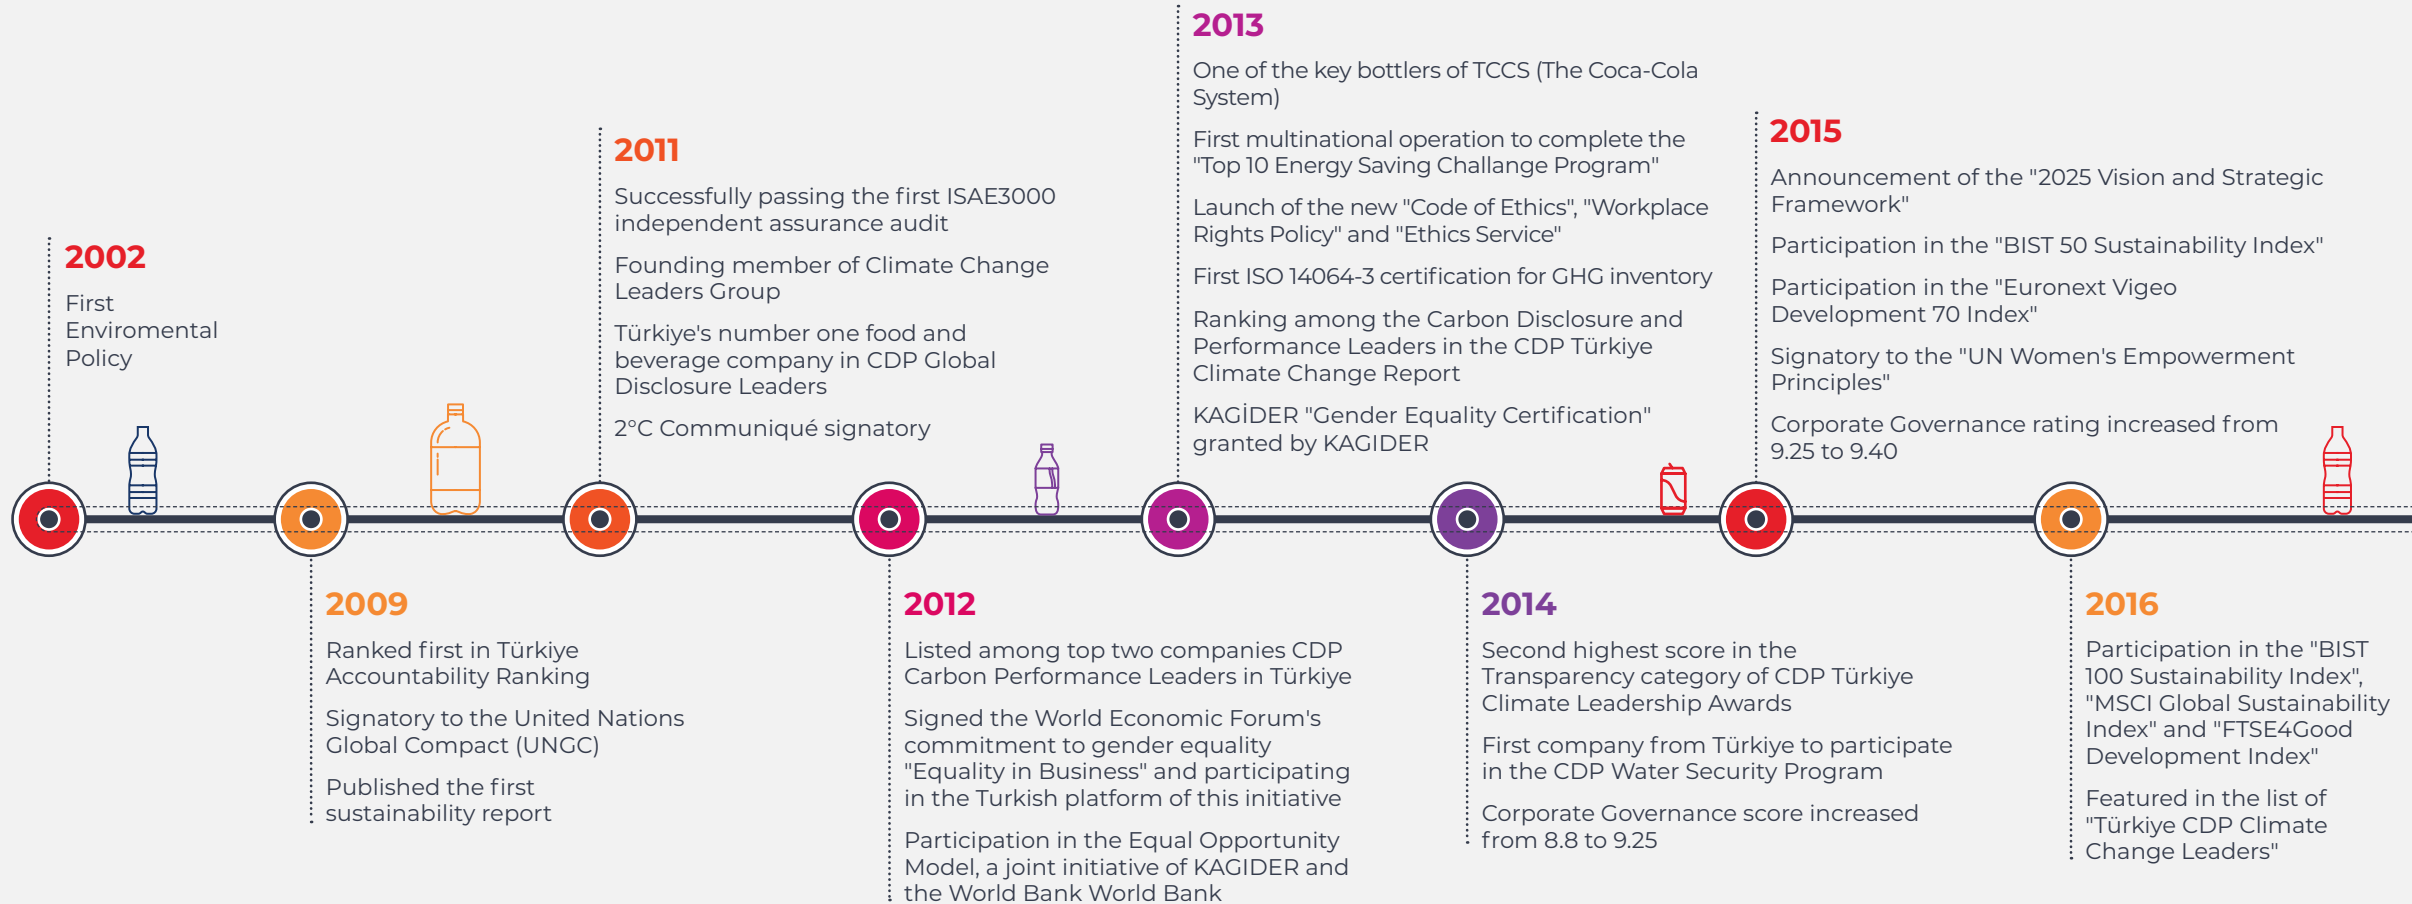 2002
First
Enviromental
Policy
2009
Ranked first in Türkiye
Accountability Ranking
Signatory to the United Nations
Global Compact (UNGC)
Published the first
sustainability report
2011
Successfully passing the first ISAE3000
independent assurance audit
Founding member of Climate Change
Leaders Group
Türkiye's number one food and
beverage company in CDP Global
Disclosure Leaders
2°C Communiqué signatory
2012
Listed among top two companies CDP
Carbon Performance Leaders in Türkiye
Signed the World Economic Forum's
commitment to gender equality
"Equality in Business" and participating
in the Turkish platform of this initiative
Participation in the Equal Opportunity
Model, a joint initiative of KAGIDER and
the World Bank World Bank
2013
One of the key bottlers of TCCS (The Coca-Cola
System)
First multinational operation to complete the
"Top 10 Energy Saving Challange Program"
Launch of the new "Code of Ethics", "Workplace
Rights Policy" and "Ethics Service"
First ISO 14064-3 certification for GHG inventory
Ranking among the Carbon Disclosure and
Performance Leaders in the CDP Türkiye
Climate Change Report
KAGİDER "Gender Equality Certification"
granted by KAGIDER
2014
Second highest score in the
Transparency category of CDP Türkiye
Climate Leadership Awards
First company from Türkiye to participate
in the CDP Water Security Program
Corporate Governance score increased
from 8.8 to 9.25
2015
Announcement of the "2025 Vision and Strategic
Framework"
Participation in the "BIST 50 Sustainability Index"
Participation in the "Euronext Vigeo
Development 70 Index"
Signatory to the "UN Women's Empowerment
Principles"
Corporate Governance rating increased from
9.25 to 9.40
2016
Participation in the "BIST
100 Sustainability Index",
"MSCI Global Sustainability
Index" and "FTSE4Good
Development Index"
Featured in the list of
"Türkiye CDP Climate
Change Leaders"